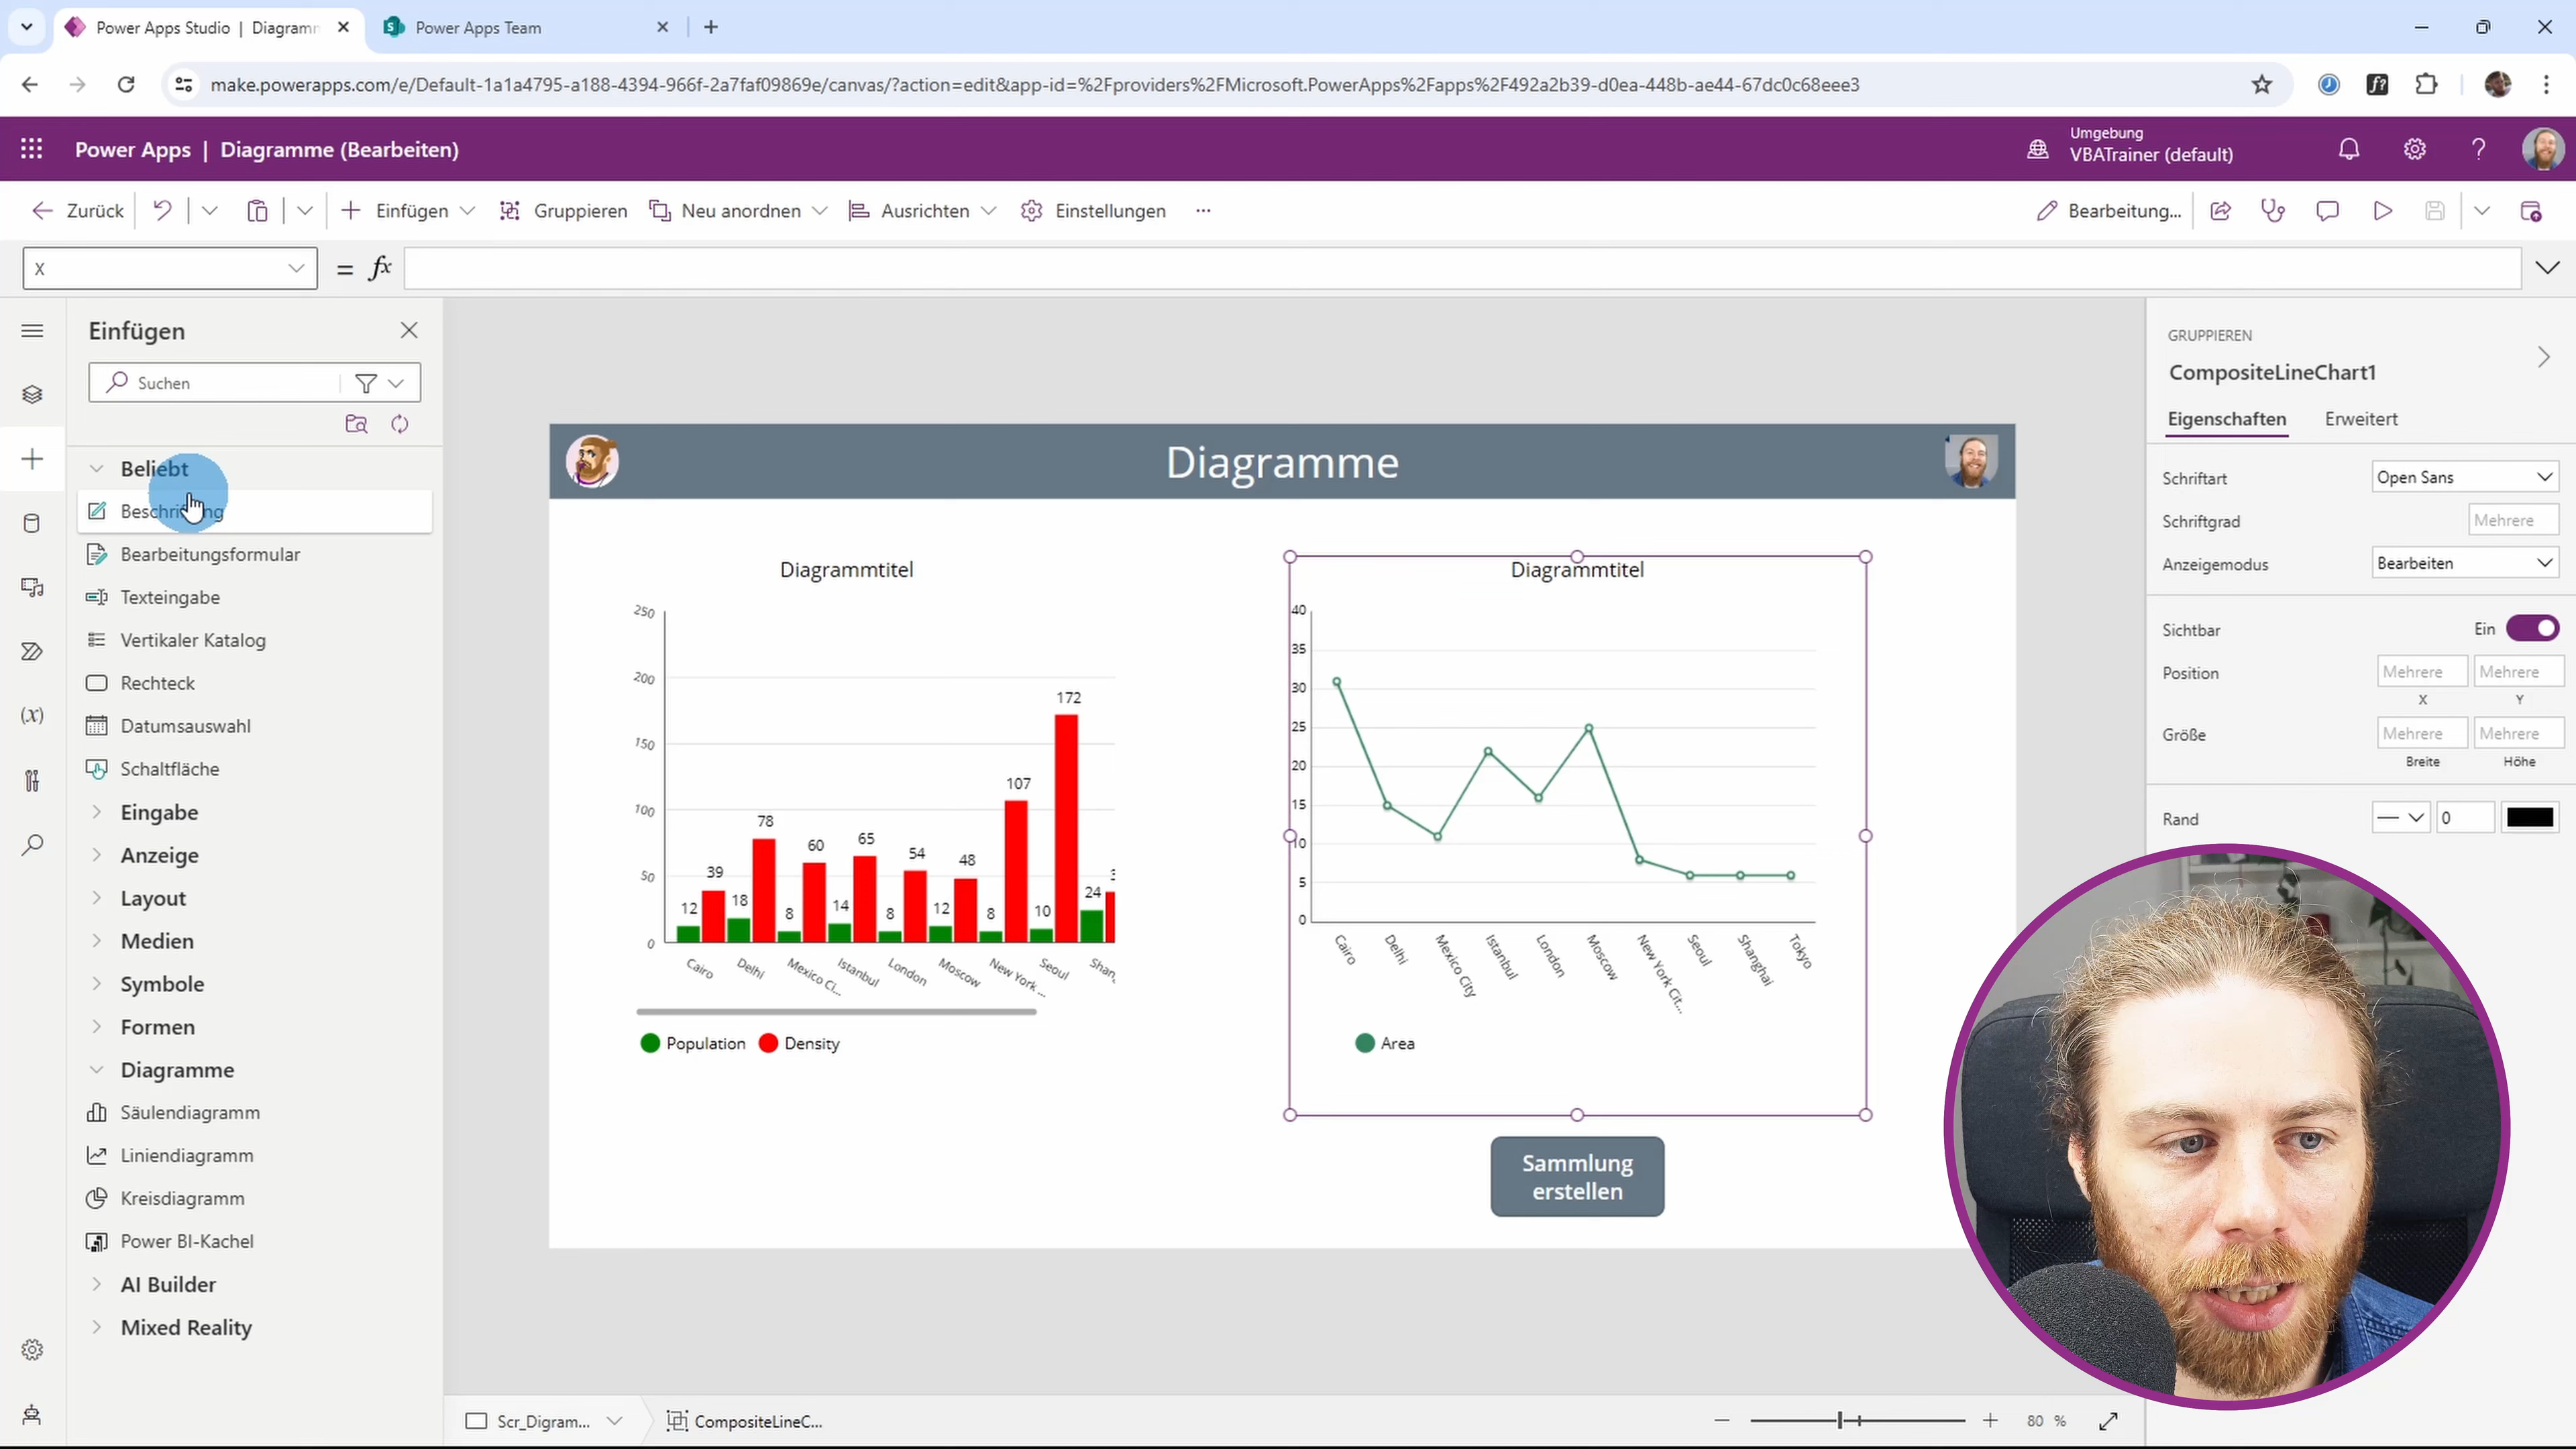 Power Apps Studio | Diagramm
Power Apps Team
make.powerapps.com/e/Default-1a1a4795-a188-4394-966f-2a7faf09869e/canvas/?action=edit&app-id=%2Fproviders%2FMicrosoft.PowerApps%2Fapps%2F492a2b39-d0ea-448b-ae44-67dc0c68eee3
Power Apps | Diagramme (Bearbeiten)
Umgebung
VBATrainer (default)
Zurück
Einfügen
Gruppieren
Neu anordnen
Ausrichten
Einstellungen
Bearbeitung...
X
= fx
Einfügen
Suchen
Beliebt
Beschriftung
Bearbeitungsformular
Texteingabe
Vertikaler Katalog
Rechteck
Datumsauswahl
Schaltfläche
Eingabe
Anzeige
Layout
Medien
Symbole
Formen
Diagramme
Säulendiagramm
Liniendiagramm
Kreisdiagramm
Power BI-Kachel
AI Builder
Mixed Reality
Diagramme
Diagrammtitel
250
200
150
100
50
0
12 39 18 78 8 60 14 65 8 54 12 48 8 107 10 172 24
Cairo
Delhi
Mexico Ci...
Istanbul
London
Moscow
New York ...
Seoul
Shan
Population Density
Diagrammtitel
40
35
30
25
20
15
10
5
0
Cairo
Delhi
Mexico City
Istanbul
London
Moscow
New York Cit...
Seoul
Shanghai
Tokyo
Area
Sammlung
erstellen
GRUPPIEREN
CompositeLineChart1
Eigenschaften Erweitert
Schriftart Open Sans
Schriftgrad Mehrere
Anzeigemodus Bearbeiten
Sichtbar Ein
Position Mehrere Mehrere
X Y
Größe Mehrere Mehrere
Breite Höhe
Rand 0
Scr_Digram...
CompositeLineC...
80 %